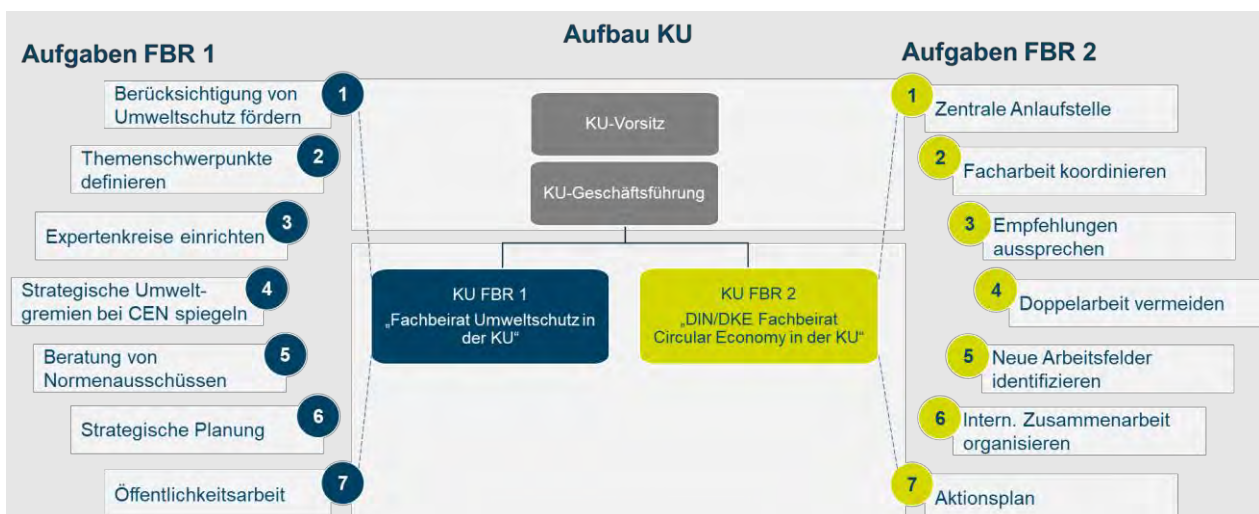 Aufbau KU
Aufgaben FBR 1
1
Berücksichtigung von
Umweltschutz fördern
2
Themenschwerpunkte
definieren
3
Expertenkreise einrichten
4
Strategische Umwelt-
gremien bei CEN spiegeln
5
Beratung von
Normenausschüssen
6
Strategische Planung
7
Öffentlichkeitsarbeit
KU-Vorsitz
KU-Geschäftsführung
KU FBR 1
„Fachbeirat Umweltschutz in
der KU“
KU FBR 2
„DIN/DKE Fachbeirat
Circular Economy in der KU“
Aufgaben FBR 2
1
Zentrale Anlaufstelle
2
Facharbeit koordinieren
3
Empfehlungen
aussprechen
4
Doppelarbeit vermeiden
5
Neue Arbeitsfelder
identifizieren
6
Intern. Zusammenarbeit
organisieren
7
Aktionsplan